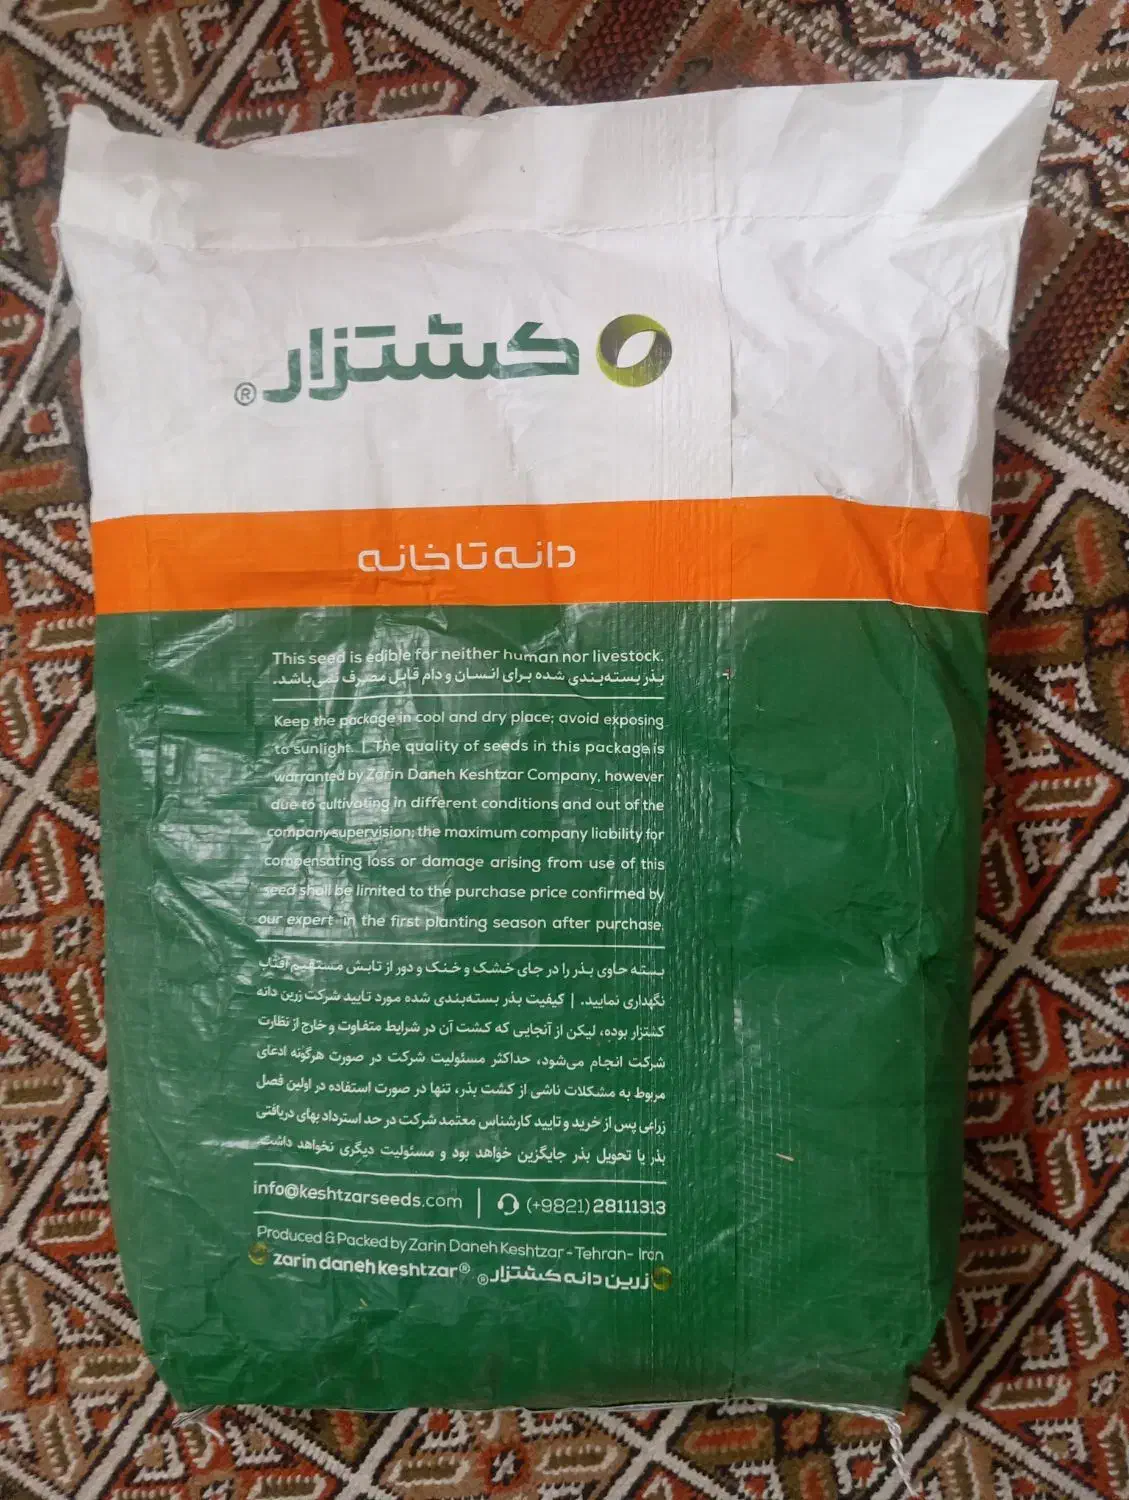 کشتزار®
دانه تا خانه
This seed is edible for neither human nor livestock.
بذر بسته‌بندی شده برای انسان و دام قابل مصرف نمی‌باشد.
Keep the package in cool and dry place; avoid exposing
to sunlight. | The quality of seeds in this package is
warranted by Zarin Daneh Keshtzar Company, however
due to cultivating in different conditions and out of the
company supervision; the maximum company liability for
compensating loss or damage arising from use of this
seed shall be limited to the purchase price confirmed by
our expert in the first planting season after purchase.
بسته حاوی بذر را در جای خشک و خنک و دور از تابش مستقیم آفتاب
نگهداری نمایید. | کیفیت بذر بسته‌بندی شده مورد تایید شرکت زرین دانه
کشتزار بوده، لیکن از آنجایی که کشت آن در شرایط متفاوت و خارج از نظارت
شرکت انجام می‌شود، حداکثر مسئولیت شرکت در صورت هرگونه ادعای
مربوط به مشکلات ناشی از کشت بذر، تنها در صورت استفاده در اولین فصل
زراعی پس از خرید و تایید کارشناس معتمد شرکت در حد استرداد بهای دریافتی
بذر یا تحویل بذر جایگزین خواهد بود و مسئولیت دیگری نخواهد داشت.
info@keshtzarseeds.com | (+9821) 28111313
Produced & Packed by Zarin Daneh Keshtzar - Tehran - Iran
zarin daneh keshtzar® زرین دانه کشتزار®